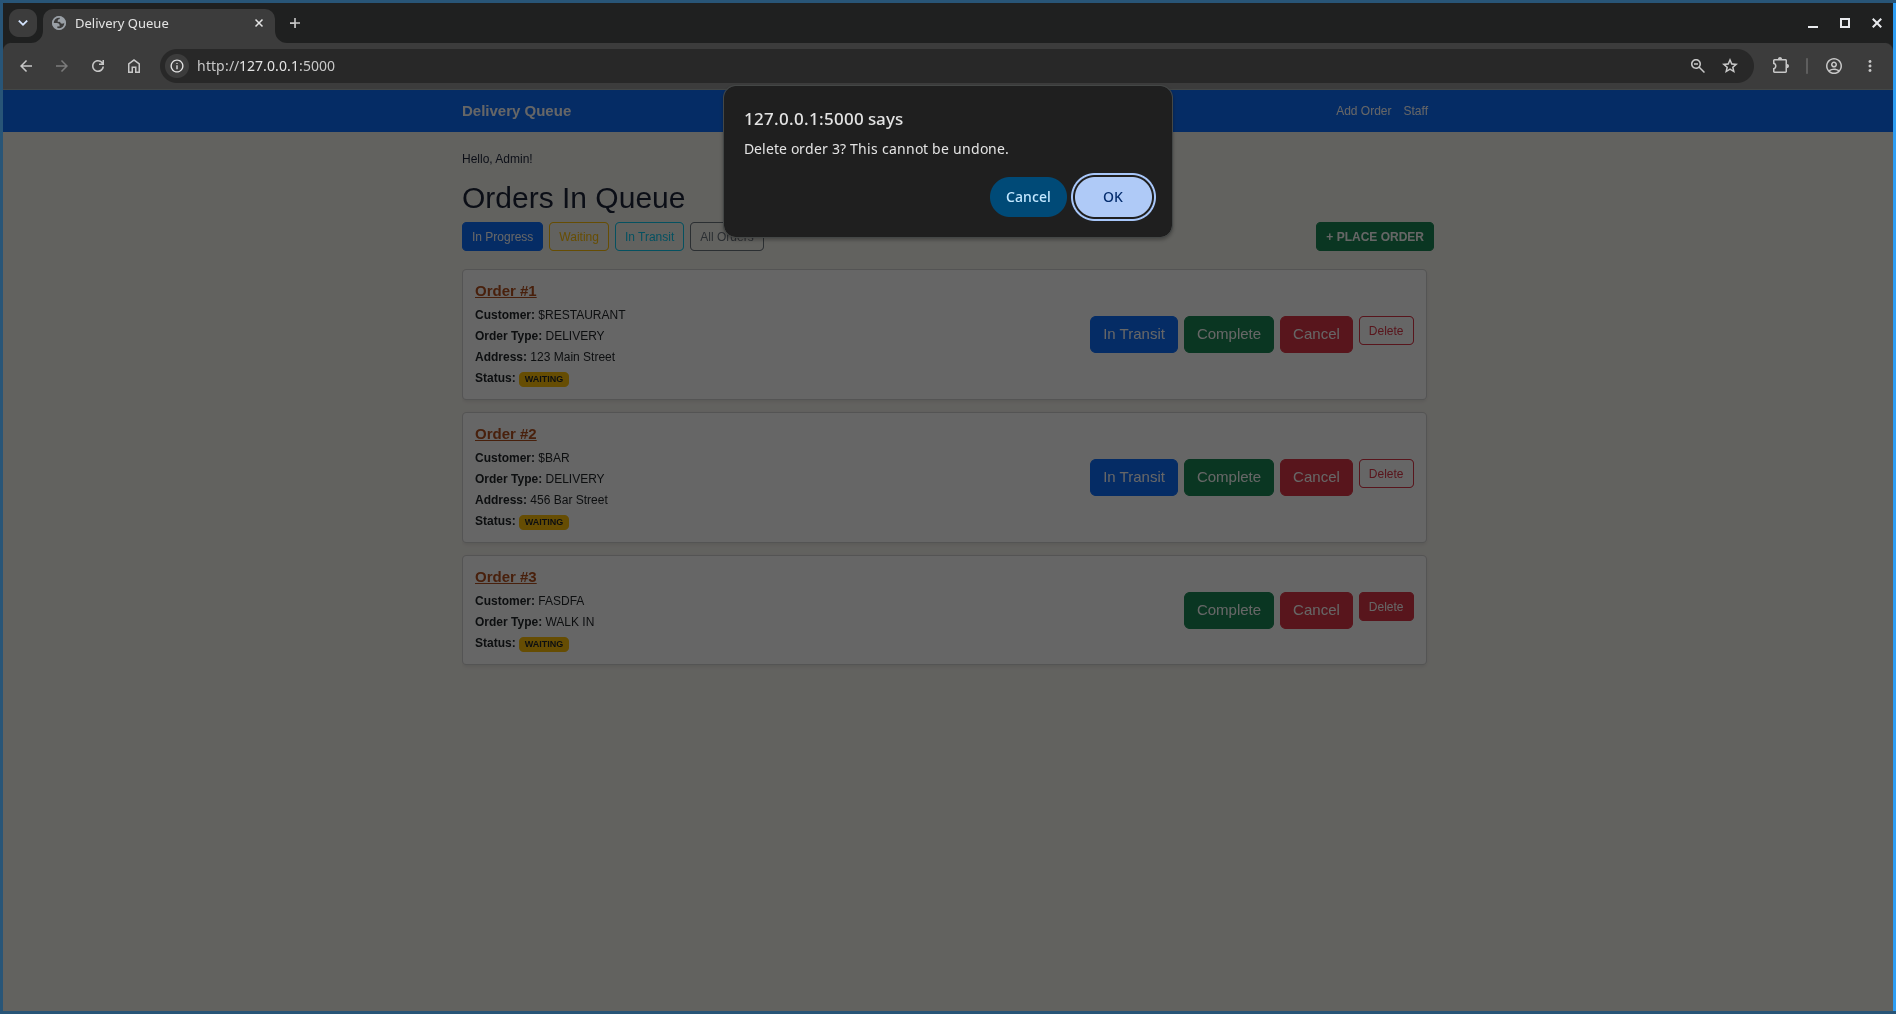 Delivery Queue
http://127.0.0.1:5000
Delivery Queue
Add Order Staff
127.0.0.1:5000 says
Delete order 3? This cannot be undone.
Cancel OK
Hello, Admin!
Orders In Queue
In Progress Waiting In Transit All Orders + PLACE ORDER
Order #1
Customer: $RESTAURANT
Order Type: DELIVERY
Address: 123 Main Street
Status: WAITING
In Transit Complete Cancel Delete
Order #2
Customer: $BAR
Order Type: DELIVERY
Address: 456 Bar Street
Status: WAITING
In Transit Complete Cancel Delete
Order #3
Customer: FASDFA
Order Type: WALK IN
Status: WAITING
Complete Cancel Delete